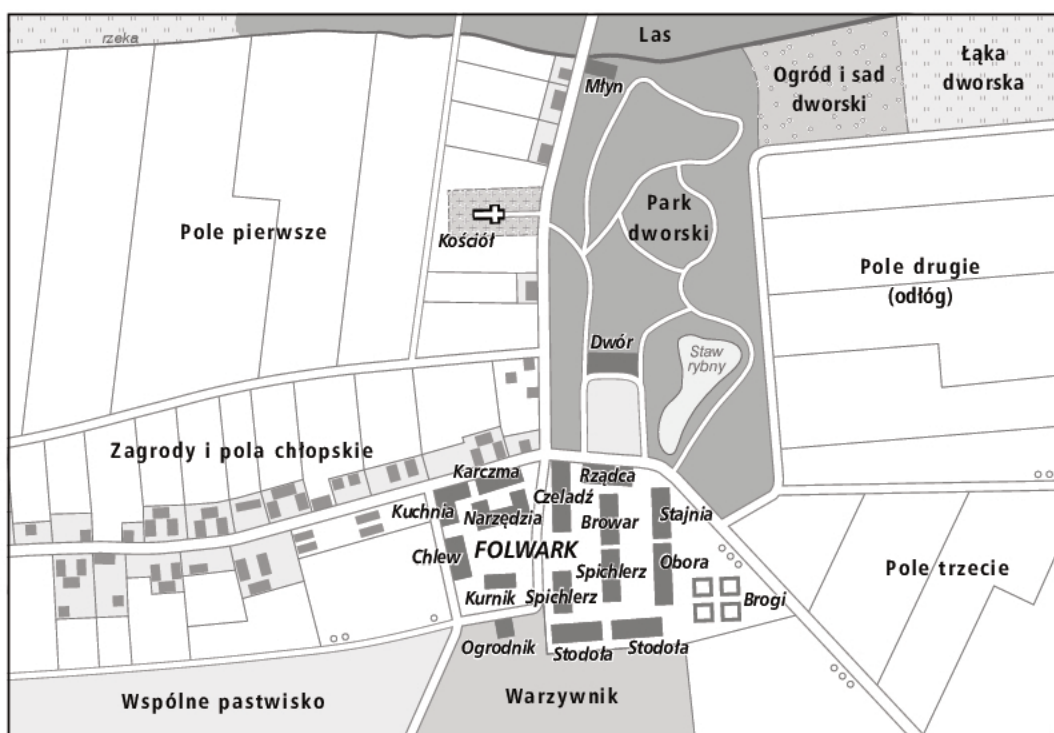 rzeka
Las
Młyn
Ogród i sad
dworski
Łąka
dworska
Pole pierwsze
Kościół
Park
dworski
Pole drugie
(odłóg)
Dwór
Staw
rybny
Zagrody i pola chłopskie
Karczma
Rządca
Kuchnia
Narzędzia
Czeladź
Browar
Stajnia
Chlew
FOLWARK
Spichlerz
Obora
Pole trzecie
Kurnik
Spichlerz
Brogi
Ogrodnik
Stodoła
Stodoła
Wspólne pastwisko
Warzywnik